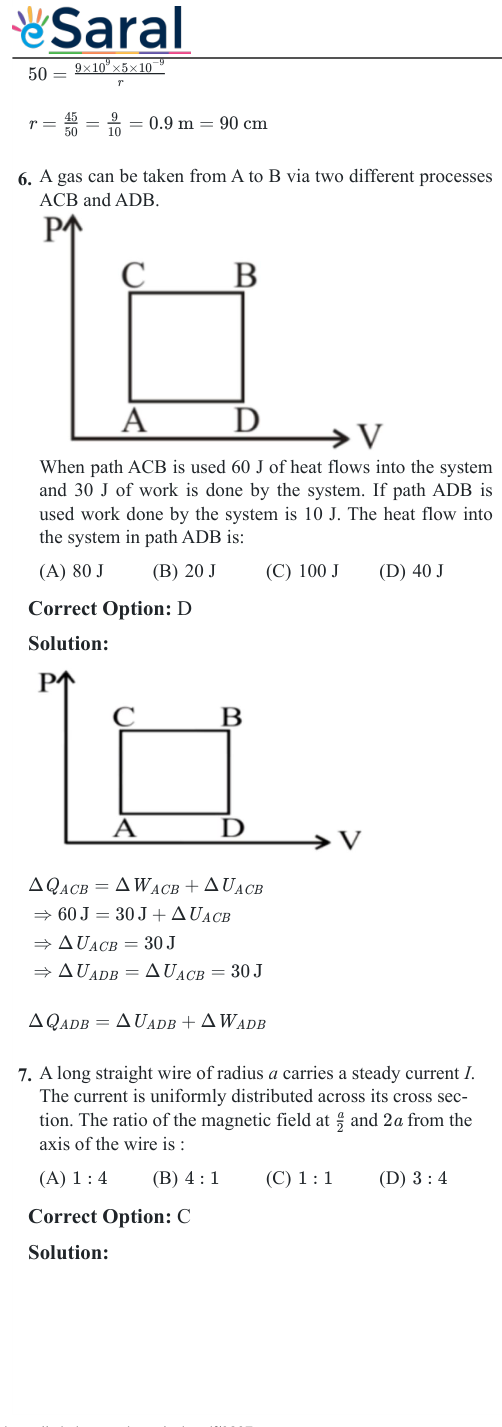 eSaral
50 = 9×10⁹×5×10⁻⁹/r
r = 45/50 = 9/10 = 0.9 m = 90 cm
6. A gas can be taken from A to B via two different processes
ACB and ADB.
P
C B
A D
V
When path ACB is used 60 J of heat flows into the system
and 30 J of work is done by the system. If path ADB is
used work done by the system is 10 J. The heat flow into
the system in path ADB is:
(A) 80 J (B) 20 J (C) 100 J (D) 40 J
Correct Option: D
Solution:
P
C B
A D
V
ΔQ_ACB = ΔW_ACB + ΔU_ACB
⇒ 60 J = 30 J + ΔU_ACB
⇒ ΔU_ACB = 30 J
⇒ ΔU_ADB = ΔU_ACB = 30 J
ΔQ_ADB = ΔU_ADB + ΔW_ADB
7. A long straight wire of radius a carries a steady current I.
The current is uniformly distributed across its cross sec-
tion. The ratio of the magnetic field at a/2 and 2a from the
axis of the wire is :
(A) 1 : 4 (B) 4 : 1 (C) 1 : 1 (D) 3 : 4
Correct Option: C
Solution: